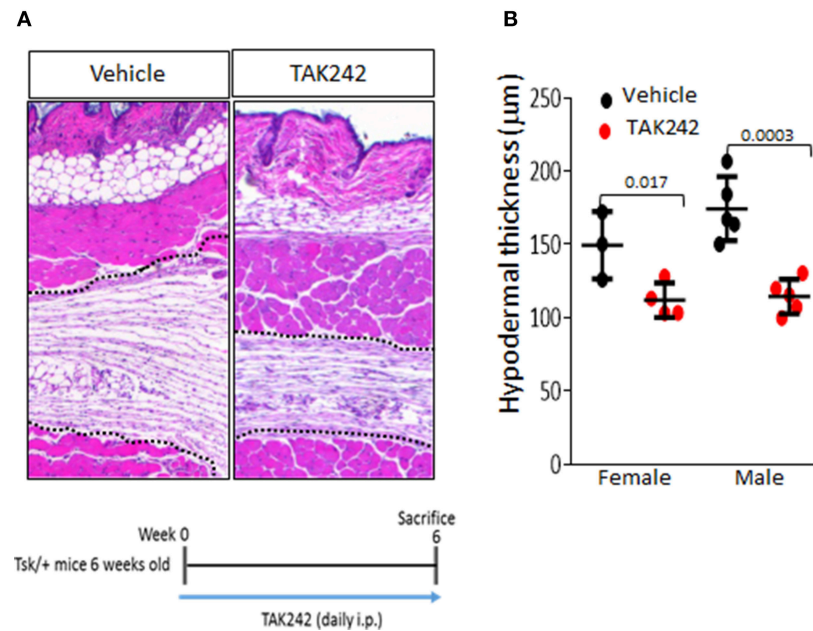 A
B
Vehicle
TAK242
Hypodermal thickness (µm)
250
200
150
100
50
0
Vehicle
TAK242
0.017
0.0003
Female
Male
Week 0
Sacrifice
6
Tsk/+ mice 6 weeks old
TAK242 (daily i.p.)